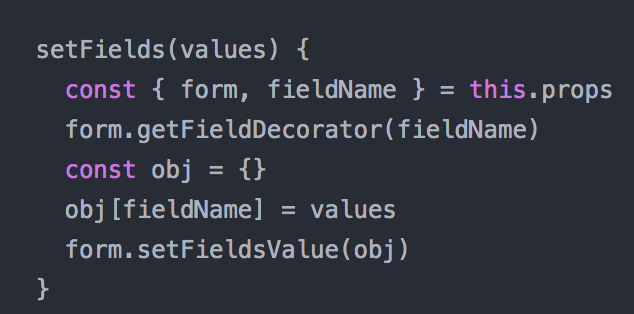 setFields(values) {
  const { form, fieldName } = this.props
  form.getFieldDecorator(fieldName)
  const obj = {}
  obj[fieldName] = values
  form.setFieldsValue(obj)
}